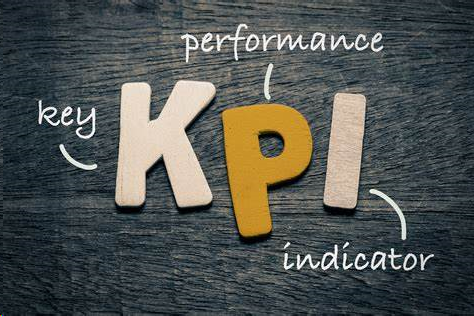 performance
key
KPI
indicator